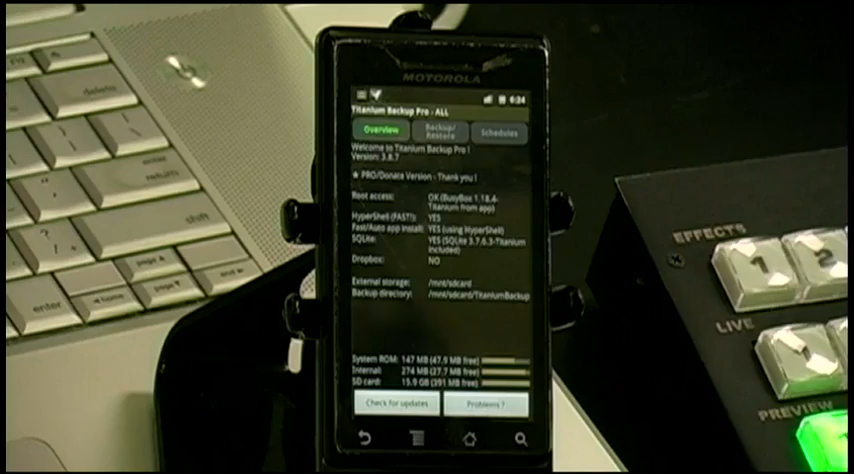 MOTOROLA
6:24
Titanium Backup Pro - ALL
Overview
Backup/
Restore
Schedules
Welcome to Titanium Backup Pro !
Version: 3.8.7
★ PRO/Donate Version - Thank you !
Root access: OK (BusyBox 1.18.4-
Titanium from app)
HyperShell (FAST!): YES
Fast/Auto app install: YES (using HyperShell)
SQLite: YES (SQLite 3.7.6.3-Titanium
included)
Dropbox: NO
External storage: /mnt/sdcard
Backup directory: /mnt/sdcard/TitaniumBackup
System ROM: 147 MB (47.9 MB free)
Internal: 274 MB (27.7 MB free)
SD card: 15.9 GB (391 MB free)
Check for updates
Problems ?
delete
enter
return
shift
page ▲
enter
◄ home
page ▼
end ►
EFFECTS
1
2
LIVE
PREVIEW